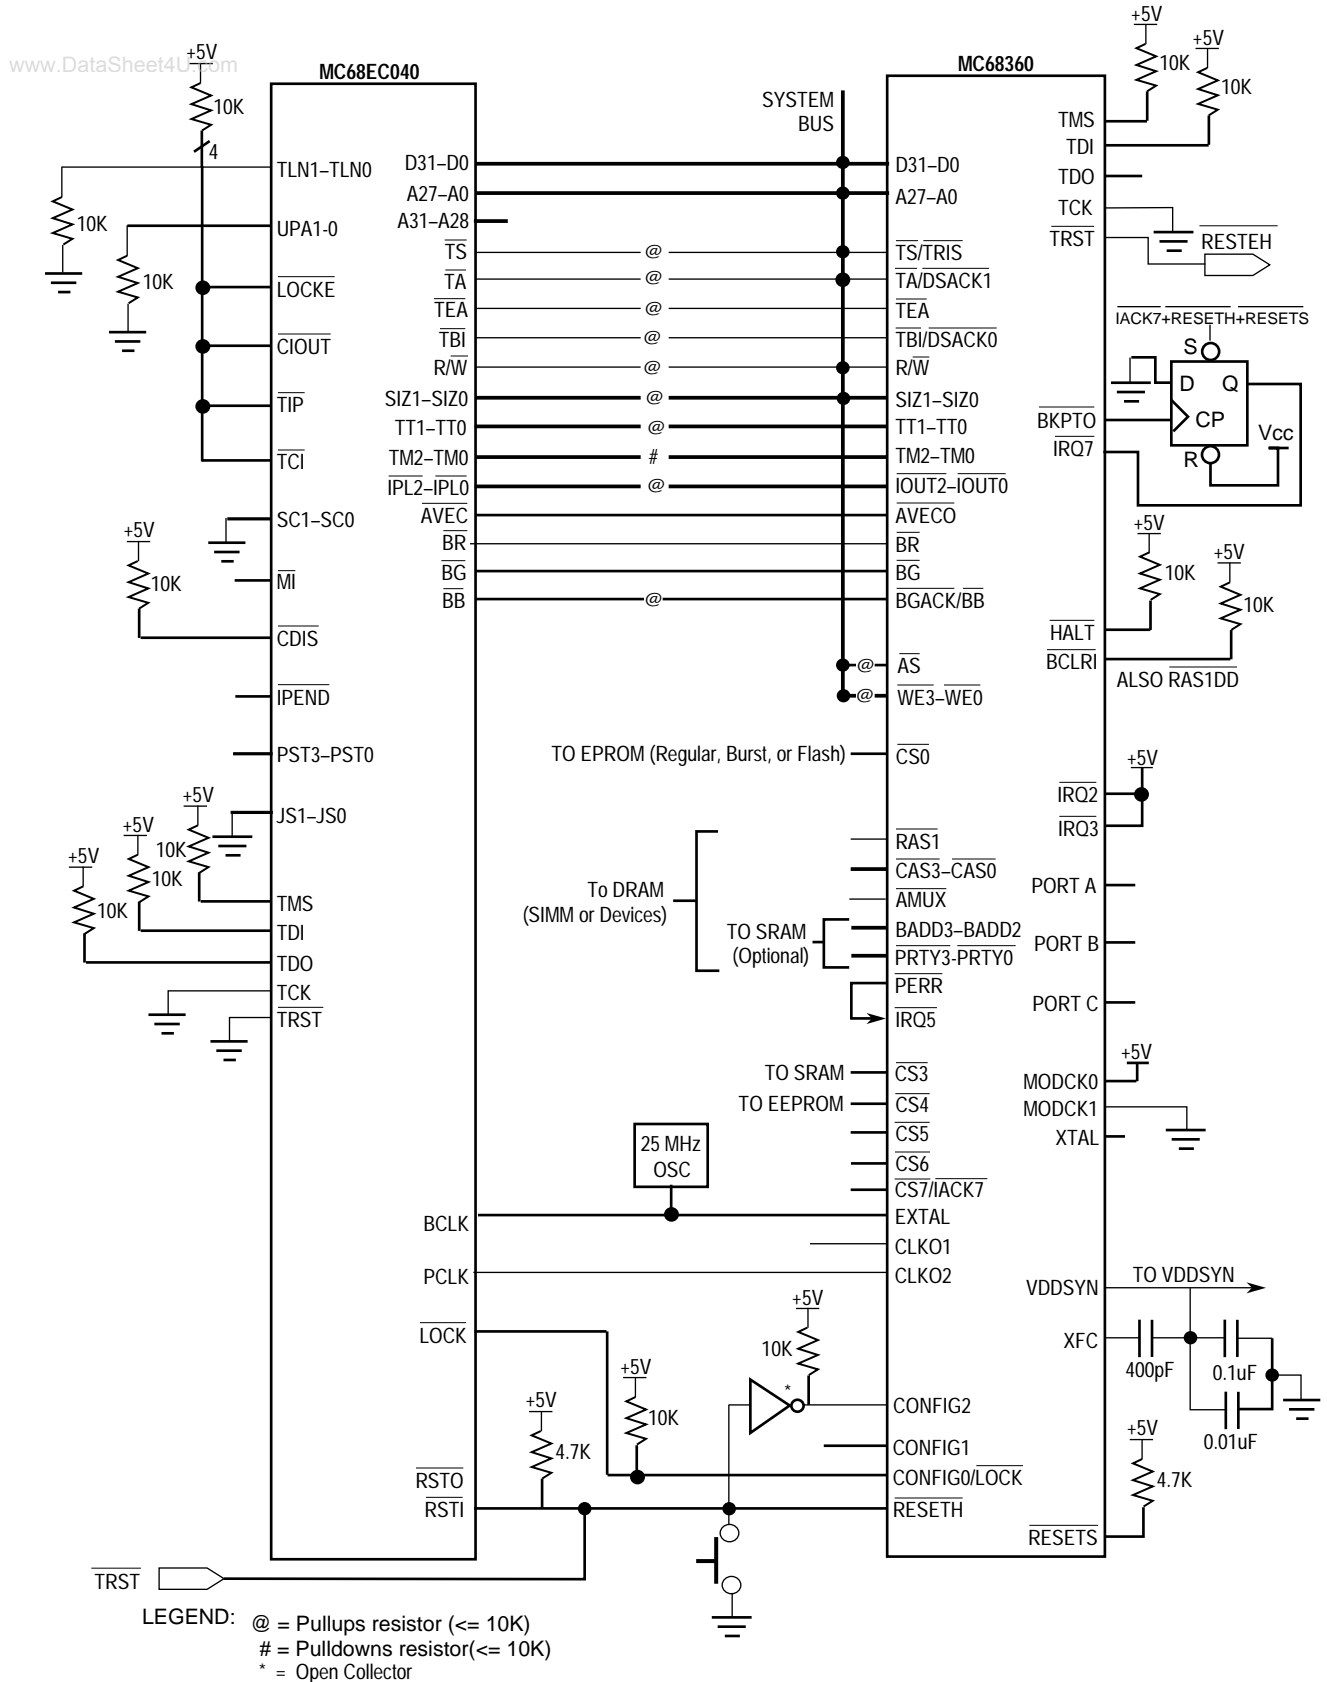 www.DataSheet4U.com
MC68EC040
+5V
10K
4
TLN1–TLN0
10K
UPA1-0
10K
LOCKE
CIOUT
TIP
TCI
SC1–SC0
+5V
10K
MI
CDIS
IPEND
PST3–PST0
JS1–JS0
+5V
10K
+5V
10K
+5V
10K
TMS
TDI
TDO
TCK
TRST
D31–D0
A27–A0
A31–A28
TS
TA
TEA
TBI
R/W
SIZ1–SIZ0
TT1–TT0
TM2–TM0
IPL2–IPL0
AVEC
BR
BG
BB
BCLK
PCLK
LOCK
RSTO
RSTI
SYSTEM
BUS
@
@
@
@
@
@
@
#
@
@
@
@
MC68360
D31–D0
A27–A0
TS/TRIS
TA/DSACK1
TEA
TBI/DSACK0
R/W
SIZ1–SIZ0
TT1–TT0
TM2–TM0
IOUT2–IOUT0
AVECO
BR
BG
BGACK/BB
AS
WE3–WE0
TO EPROM (Regular, Burst, or Flash)
CS0
To DRAM
(SIMM or Devices)
RAS1
CAS3–CAS0
AMUX
TO SRAM
(Optional)
BADD3–BADD2
PRTY3-PRTY0
PERR
IRQ5
TO SRAM
CS3
TO EEPROM
CS4
CS5
CS6
CS7/IACK7
25 MHz
OSC
EXTAL
CLKO1
CLKO2
+5V
10K
*
+5V
10K
+5V
4.7K
CONFIG2
CONFIG1
CONFIG0/LOCK
RESETH
+5V
10K
+5V
10K
TMS
TDI
TDO
TCK
TRST
RESTEH
IACK7+RESETH+RESETS
S
D Q
CP
R
Vcc
BKPTO
IRQ7
+5V
10K
+5V
10K
HALT
BCLRI
ALSO RAS1DD
+5V
IRQ2
IRQ3
PORT A
PORT B
PORT C
+5V
MODCK0
MODCK1
XTAL
VDDSYN
TO VDDSYN
XFC
400pF
0.1uF
0.01uF
+5V
4.7K
RESETS
TRST
LEGEND:
@ = Pullups resistor (<= 10K)
# = Pulldowns resistor(<= 10K)
* = Open Collector